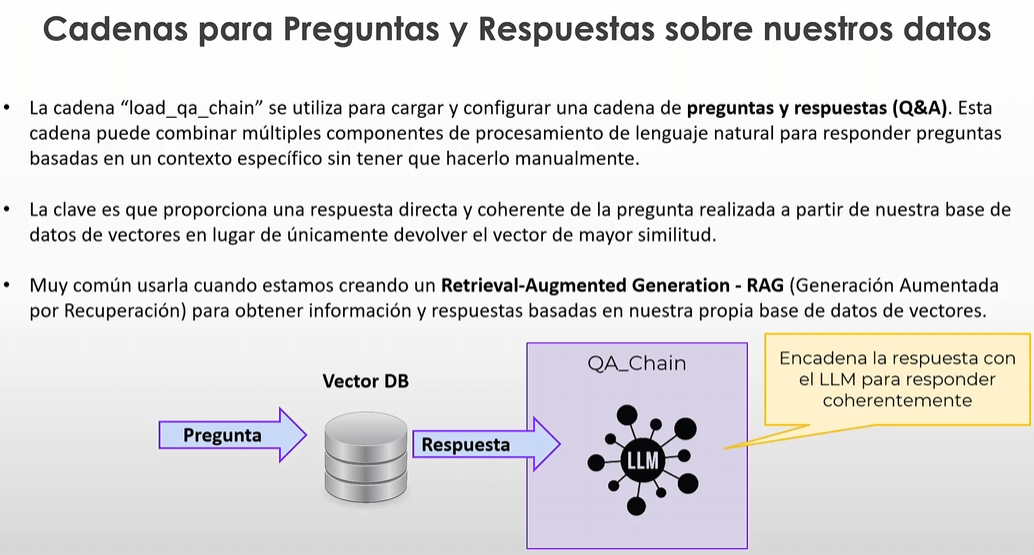 Cadenas para Preguntas y Respuestas sobre nuestros datos
• La cadena “load_qa_chain” se utiliza para cargar y configurar una cadena de preguntas y respuestas (Q&A). Esta
cadena puede combinar múltiples componentes de procesamiento de lenguaje natural para responder preguntas
basadas en un contexto específico sin tener que hacerlo manualmente.
• La clave es que proporciona una respuesta directa y coherente de la pregunta realizada a partir de nuestra base de
datos de vectores en lugar de únicamente devolver el vector de mayor similitud.
• Muy común usarla cuando estamos creando un Retrieval-Augmented Generation - RAG (Generación Aumentada
por Recuperación) para obtener información y respuestas basadas en nuestra propia base de datos de vectores.
Pregunta
Vector DB
Respuesta
QA_Chain
LLM
Encadena la respuesta con
el LLM para responder
coherentemente